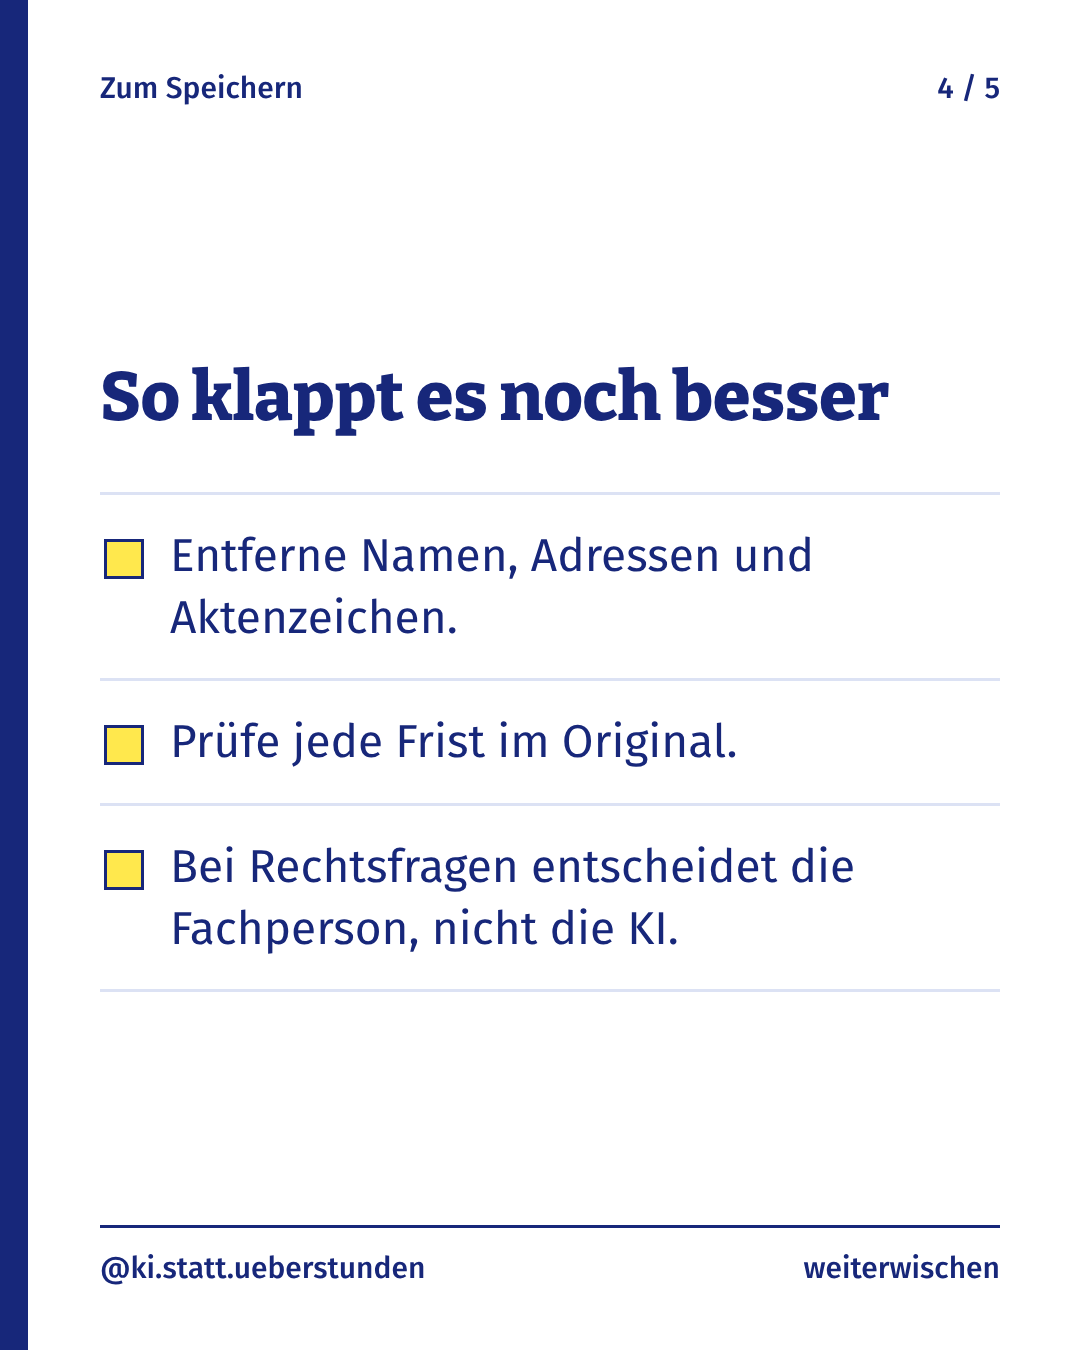 Zum Speichern
4 / 5
So klappt es noch besser
Entferne Namen, Adressen und
Aktenzeichen.
Prüfe jede Frist im Original.
Bei Rechtsfragen entscheidet die
Fachperson, nicht die KI.
@ki.statt.ueberstunden
weiterwischen